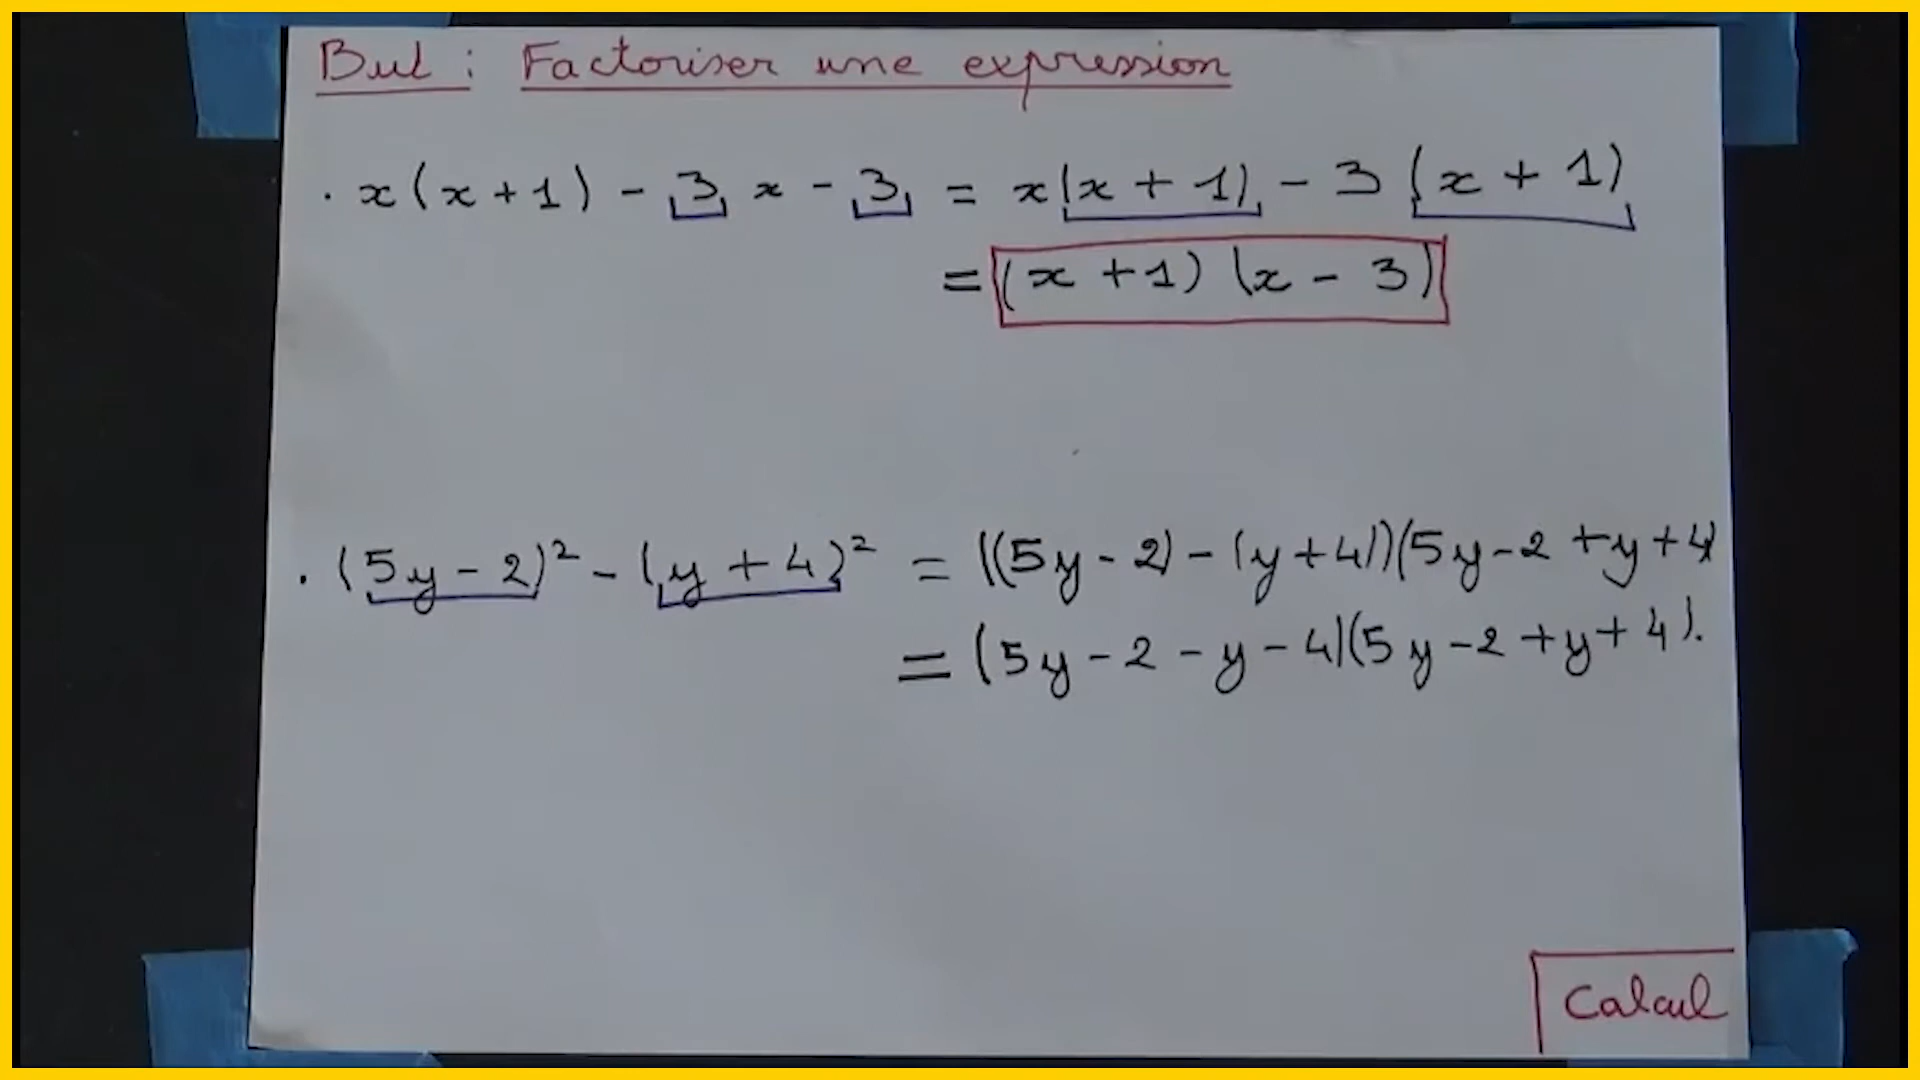 But : Factoriser une expression
. x(x+1) - 3 x - 3 = x(x+1) - 3 (x+1)
= (x+1) (x-3)
. (5y-2)² - (y+4)² = ((5y-2)-(y+4))(5y-2+y+4)
= (5y-2-y-4)(5y-2+y+4).
Calcul